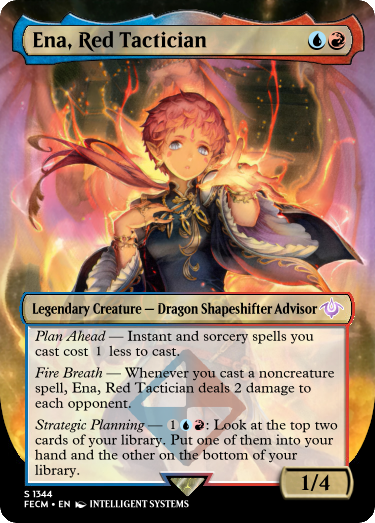 Ena, Red Tactician
Legendary Creature — Dragon Shapeshifter Advisor
Plan Ahead — Instant and sorcery spells you
cast cost 1 less to cast.
Fire Breath — Whenever you cast a noncreature
spell, Ena, Red Tactician deals 2 damage to
each opponent.
Strategic Planning — 1 : Look at the top two
cards of your library. Put one of them into your
hand and the other on the bottom of your
library.
1/4
S 1344
FECM • EN INTELLIGENT SYSTEMS